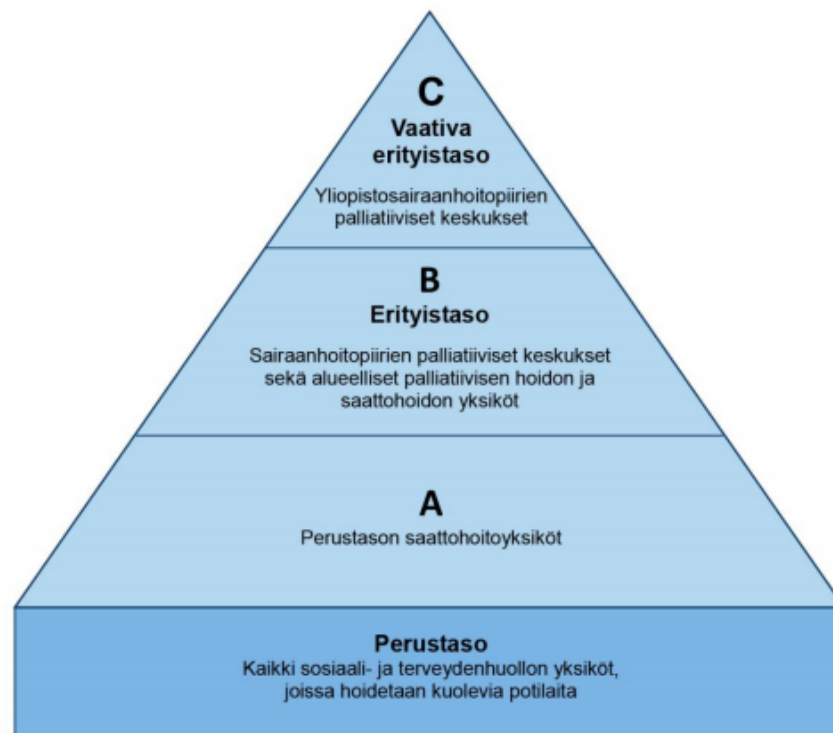 C
Vaativa
erityistaso
Yliopistosairaanhoitopiirien
palliatiiviset keskukset
B
Erityistaso
Sairaanhoitopiirien palliatiiviset keskukset
sekä alueelliset palliatiivisen hoidon ja
saattohoidon yksiköt
A
Perustason saattohoitoyksiköt
Perustaso
Kaikki sosiaali- ja terveydenhuollon yksiköt,
joissa hoidetaan kuolevia potilaita